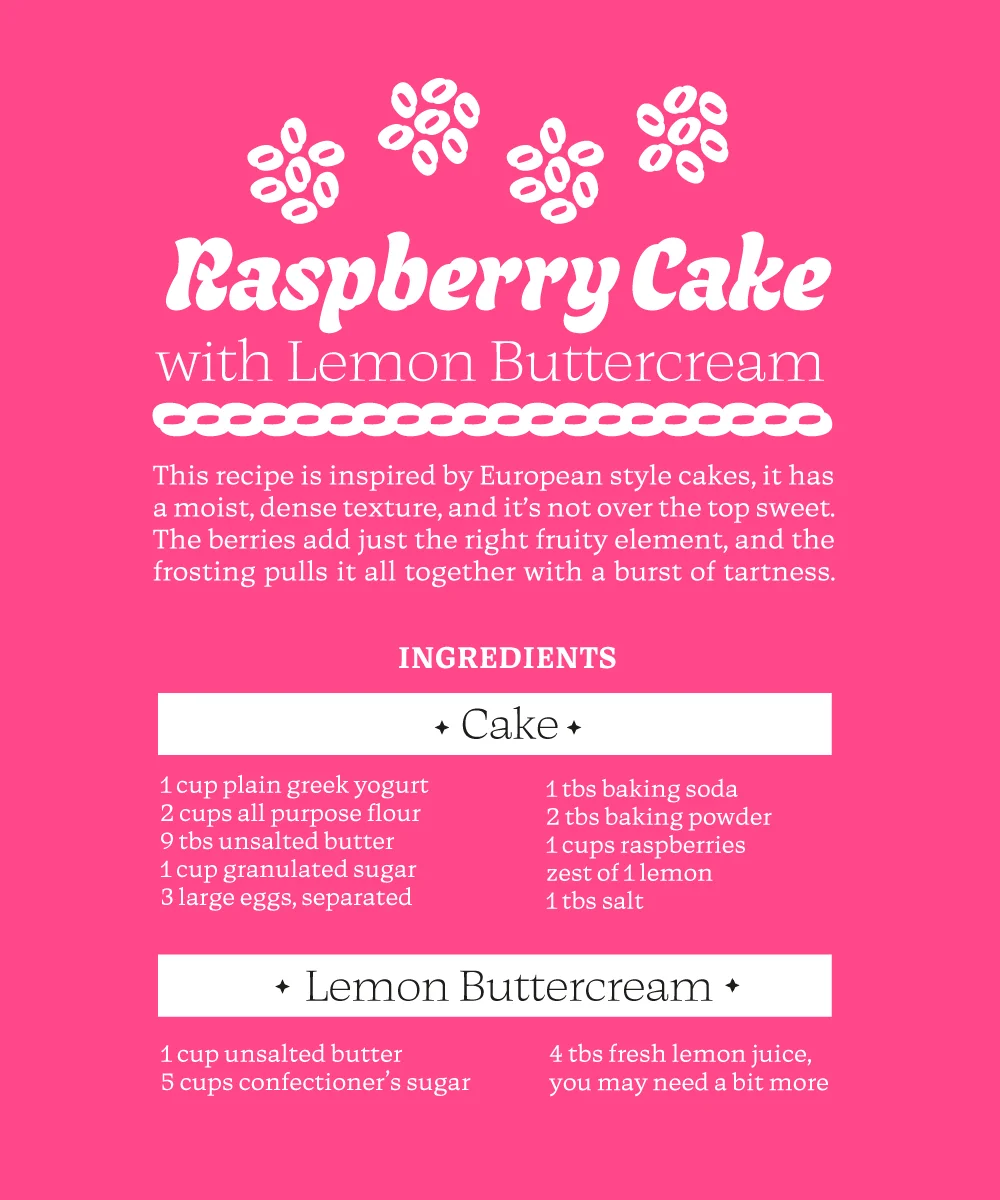 Raspberry Cake
with Lemon Buttercream
This recipe is inspired by European style cakes, it has
a moist, dense texture, and it’s not over the top sweet.
The berries add just the right fruity element, and the
frosting pulls it all together with a burst of tartness.
INGREDIENTS
Cake
1 cup plain greek yogurt
2 cups all purpose flour
9 tbs unsalted butter
1 cup granulated sugar
3 large eggs, separated
1 tbs baking soda
2 tbs baking powder
1 cups raspberries
zest of 1 lemon
1 tbs salt
Lemon Buttercream
1 cup unsalted butter
5 cups confectioner’s sugar
4 tbs fresh lemon juice,
you may need a bit more